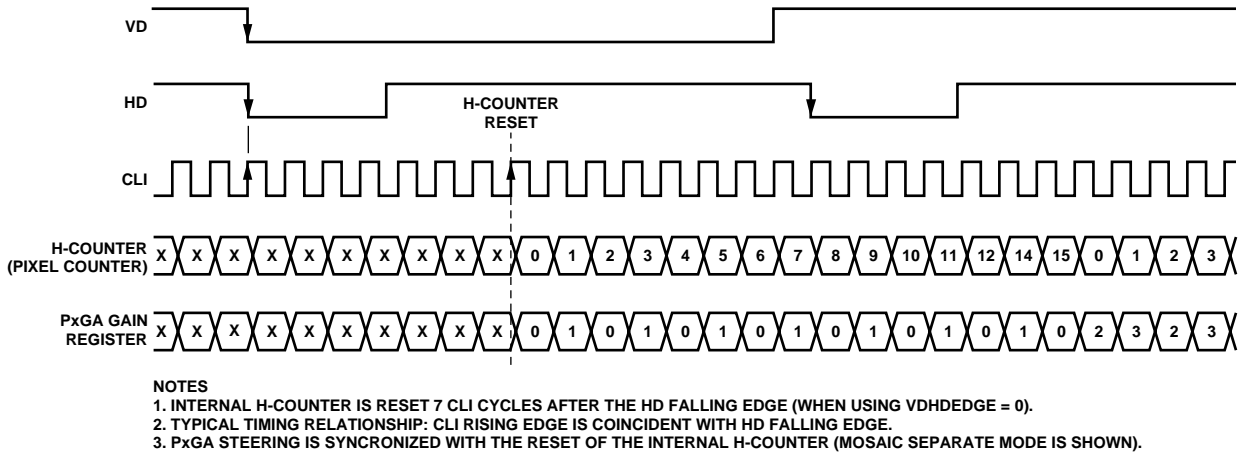 VD
HD
H-COUNTER
RESET
CLI
H-COUNTER
(PIXEL COUNTER)
X X X X X X X X X X 0 1 2 3 4 5 6 7 8 9 10 11 12 14 15 0 1 2 3
PxGA GAIN
REGISTER
X X X X X X X X X X 0 1 0 1 0 1 0 1 0 1 0 1 0 1 0 2 3 2 3
NOTES
1. INTERNAL H-COUNTER IS RESET 7 CLI CYCLES AFTER THE HD FALLING EDGE (WHEN USING VDHDEDGE = 0).
2. TYPICAL TIMING RELATIONSHIP: CLI RISING EDGE IS COINCIDENT WITH HD FALLING EDGE.
3. PxGA STEERING IS SYNCRONIZED WITH THE RESET OF THE INTERNAL H-COUNTER (MOSAIC SEPARATE MODE IS SHOWN).